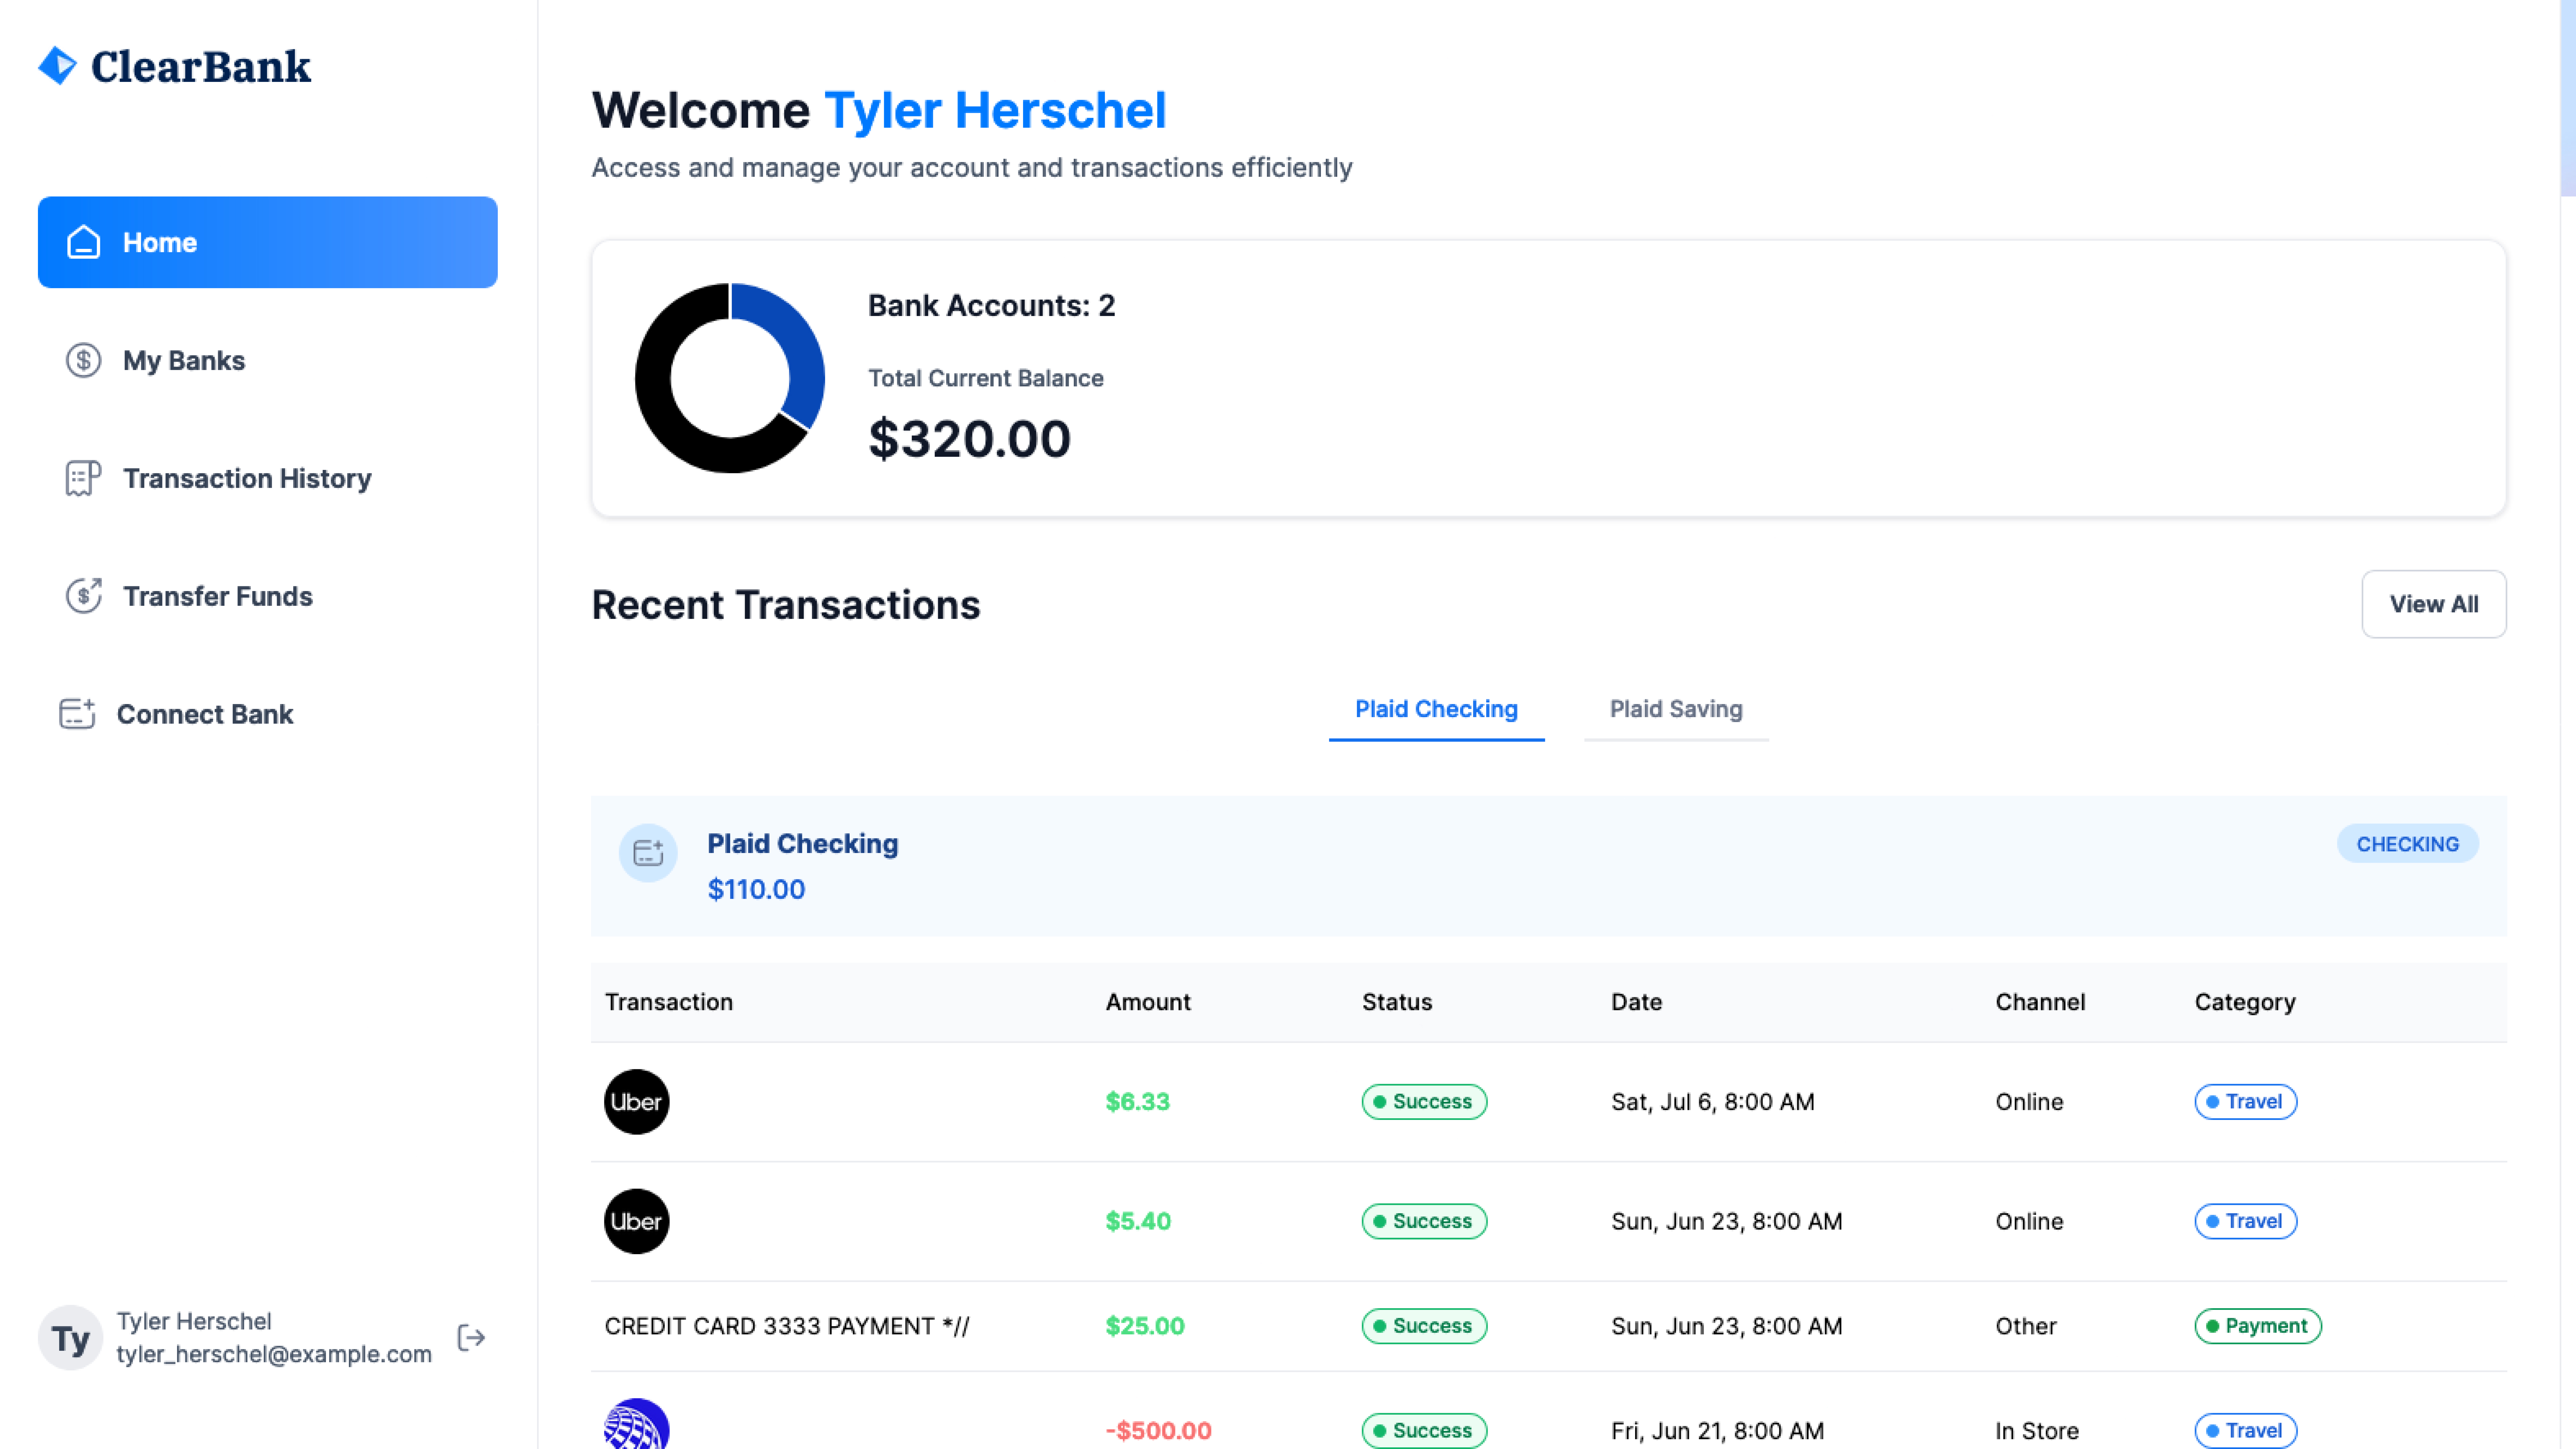 ClearBank
Home
My Banks
Transaction History
Transfer Funds
Connect Bank
Ty
Tyler Herschel
tyler_herschel@example.com
Welcome Tyler Herschel
Access and manage your account and transactions efficiently
Bank Accounts: 2
Total Current Balance
$320.00
Recent Transactions
View All
Plaid Checking Plaid Saving
Plaid Checking CHECKING
$110.00
Transaction Amount Status Date Channel Category
Uber $6.33 Success Sat, Jul 6, 8:00 AM Online Travel
Uber $5.40 Success Sun, Jun 23, 8:00 AM Online Travel
CREDIT CARD 3333 PAYMENT *// $25.00 Success Sun, Jun 23, 8:00 AM Other Payment
-$500.00 Success Fri, Jun 21, 8:00 AM In Store Travel